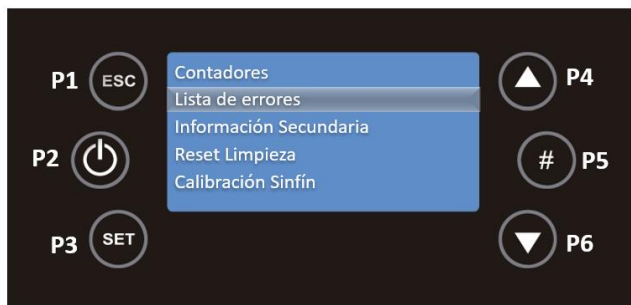 P1 ESC
Contadores
Lista de errores
Información Secundaria
Reset Limpieza
Calibración Sinfín
P2
P3 SET
P4
# P5
P6